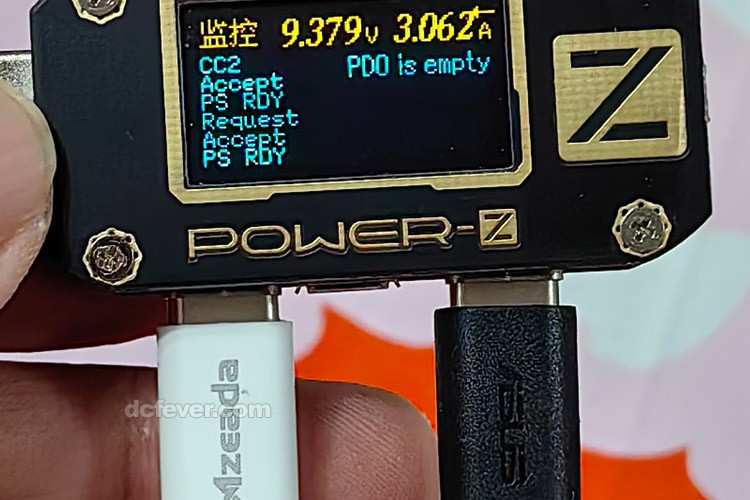 监控 9.379V 3.062A
CC2 PDO is empty
Accept
PS RDY
Request
Accept
PS RDY
Z
POWER-Z
Mzeada
dcfever.com